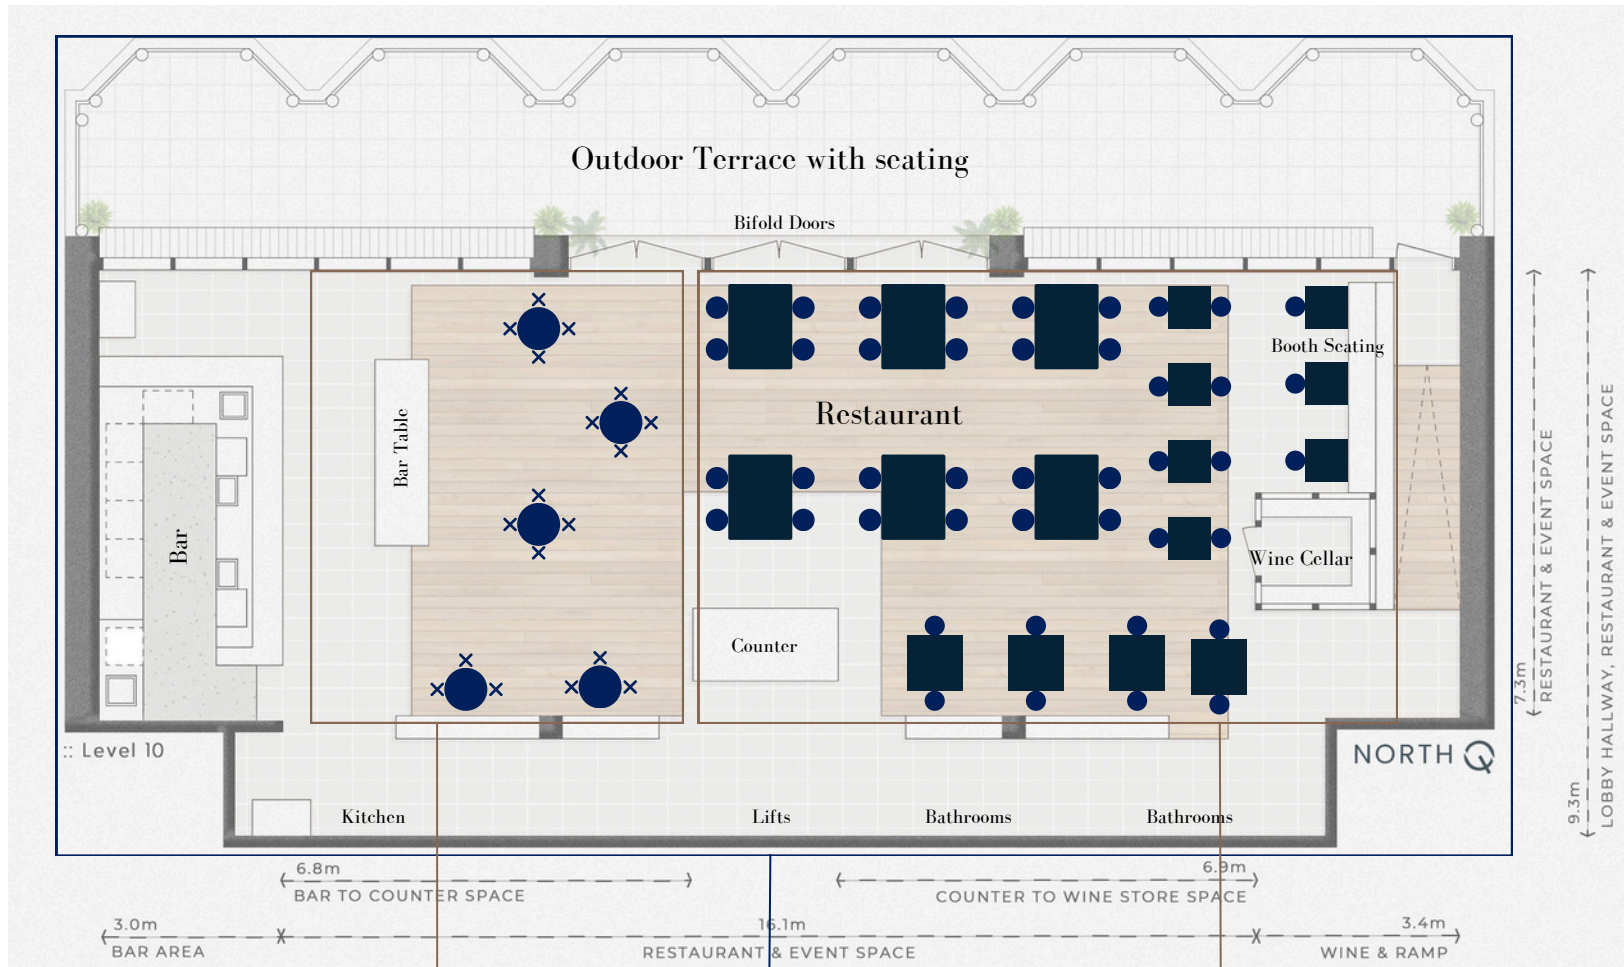 Outdoor Terrace with seating
Bifold Doors
Booth Seating
Restaurant
Bar Table
Bar
Wine Cellar
Counter
:: Level 10
NORTH Q
Kitchen
Lifts
Bathrooms
Bathrooms
7.3m
RESTAURANT & EVENT SPACE
9.3m
LOBBY HALLWAY, RESTAURANT & EVENT SPACE
6.8m
BAR TO COUNTER SPACE
6.9m
COUNTER TO WINE STORE SPACE
3.0m
BAR AREA
16.1m
RESTAURANT & EVENT SPACE
3.4m
WINE & RAMP